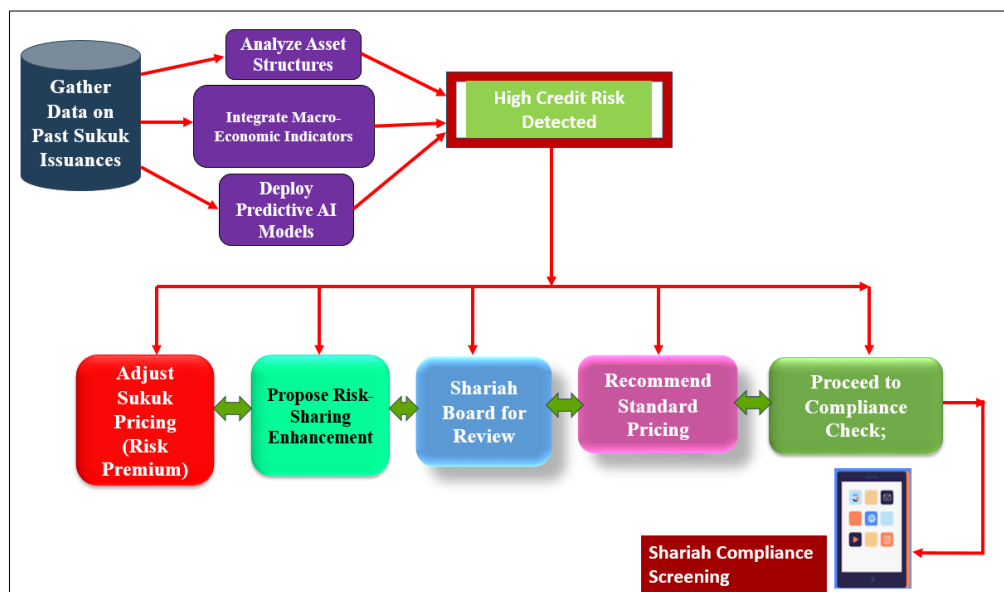 Gather
Data on
Past Sukuk
Issuances
Analyze Asset
Structures
Integrate Macro-
Economic Indicators
Deploy
Predictive AI
Models
High Credit Risk
Detected
Adjust
Sukuk
Pricing
(Risk
Premium)
Propose Risk-
Sharing
Enhancement
Shariah
Board for
Review
Recommend
Standard
Pricing
Proceed to
Compliance
Check;
Shariah Compliance
Screening